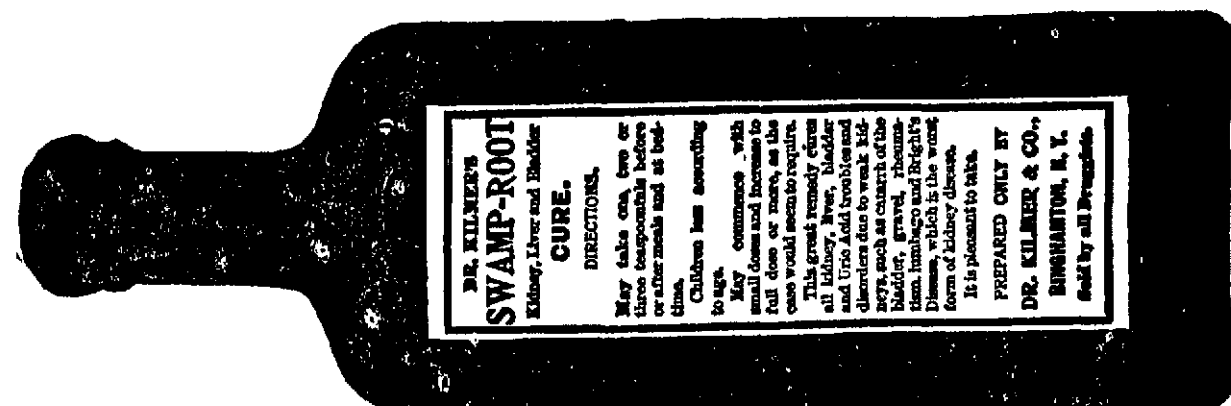 DR. KILMER'S
SWAMP-ROOT
Kidney, Liver and Bladder
CURE.
DIRECTIONS.
May take one, two or
three teaspoonfuls before
or after meals and at bed-
time.
Children less according
to age.
May commence with
small doses and increase to
full dose or more, as the
case would seem to require.
This great remedy cures
all kidney, liver, bladder
and Uric Acid troubles and
disorders due to weak kid-
neys, such as catarrh of the
bladder, gravel, rheuma-
tism, lumbago and Bright's
Disease, which is the worst
form of kidney disease.
It is pleasant to take.
PREPARED ONLY BY
DR. KILMER & CO.,
BINGHAMTON, N. Y.
Sold by all Druggists.